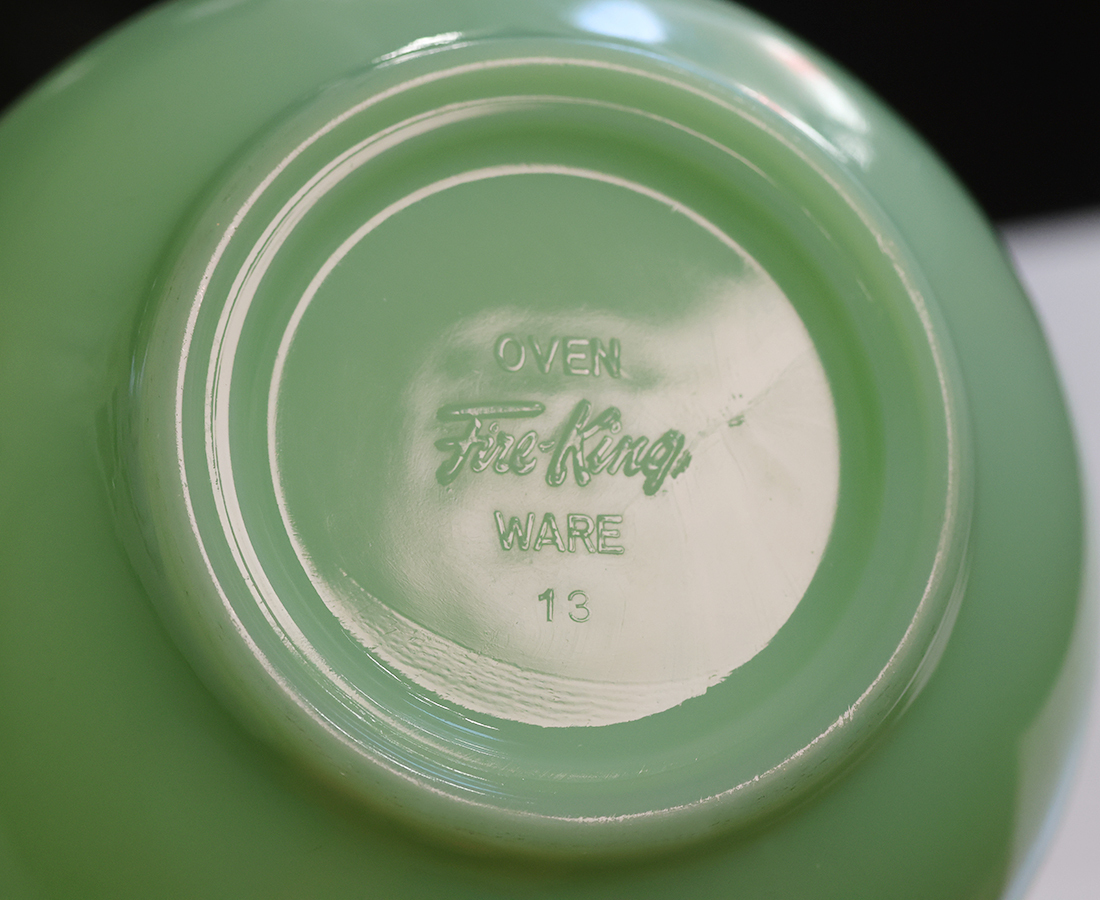 OVEN
Fire-King
WARE
13